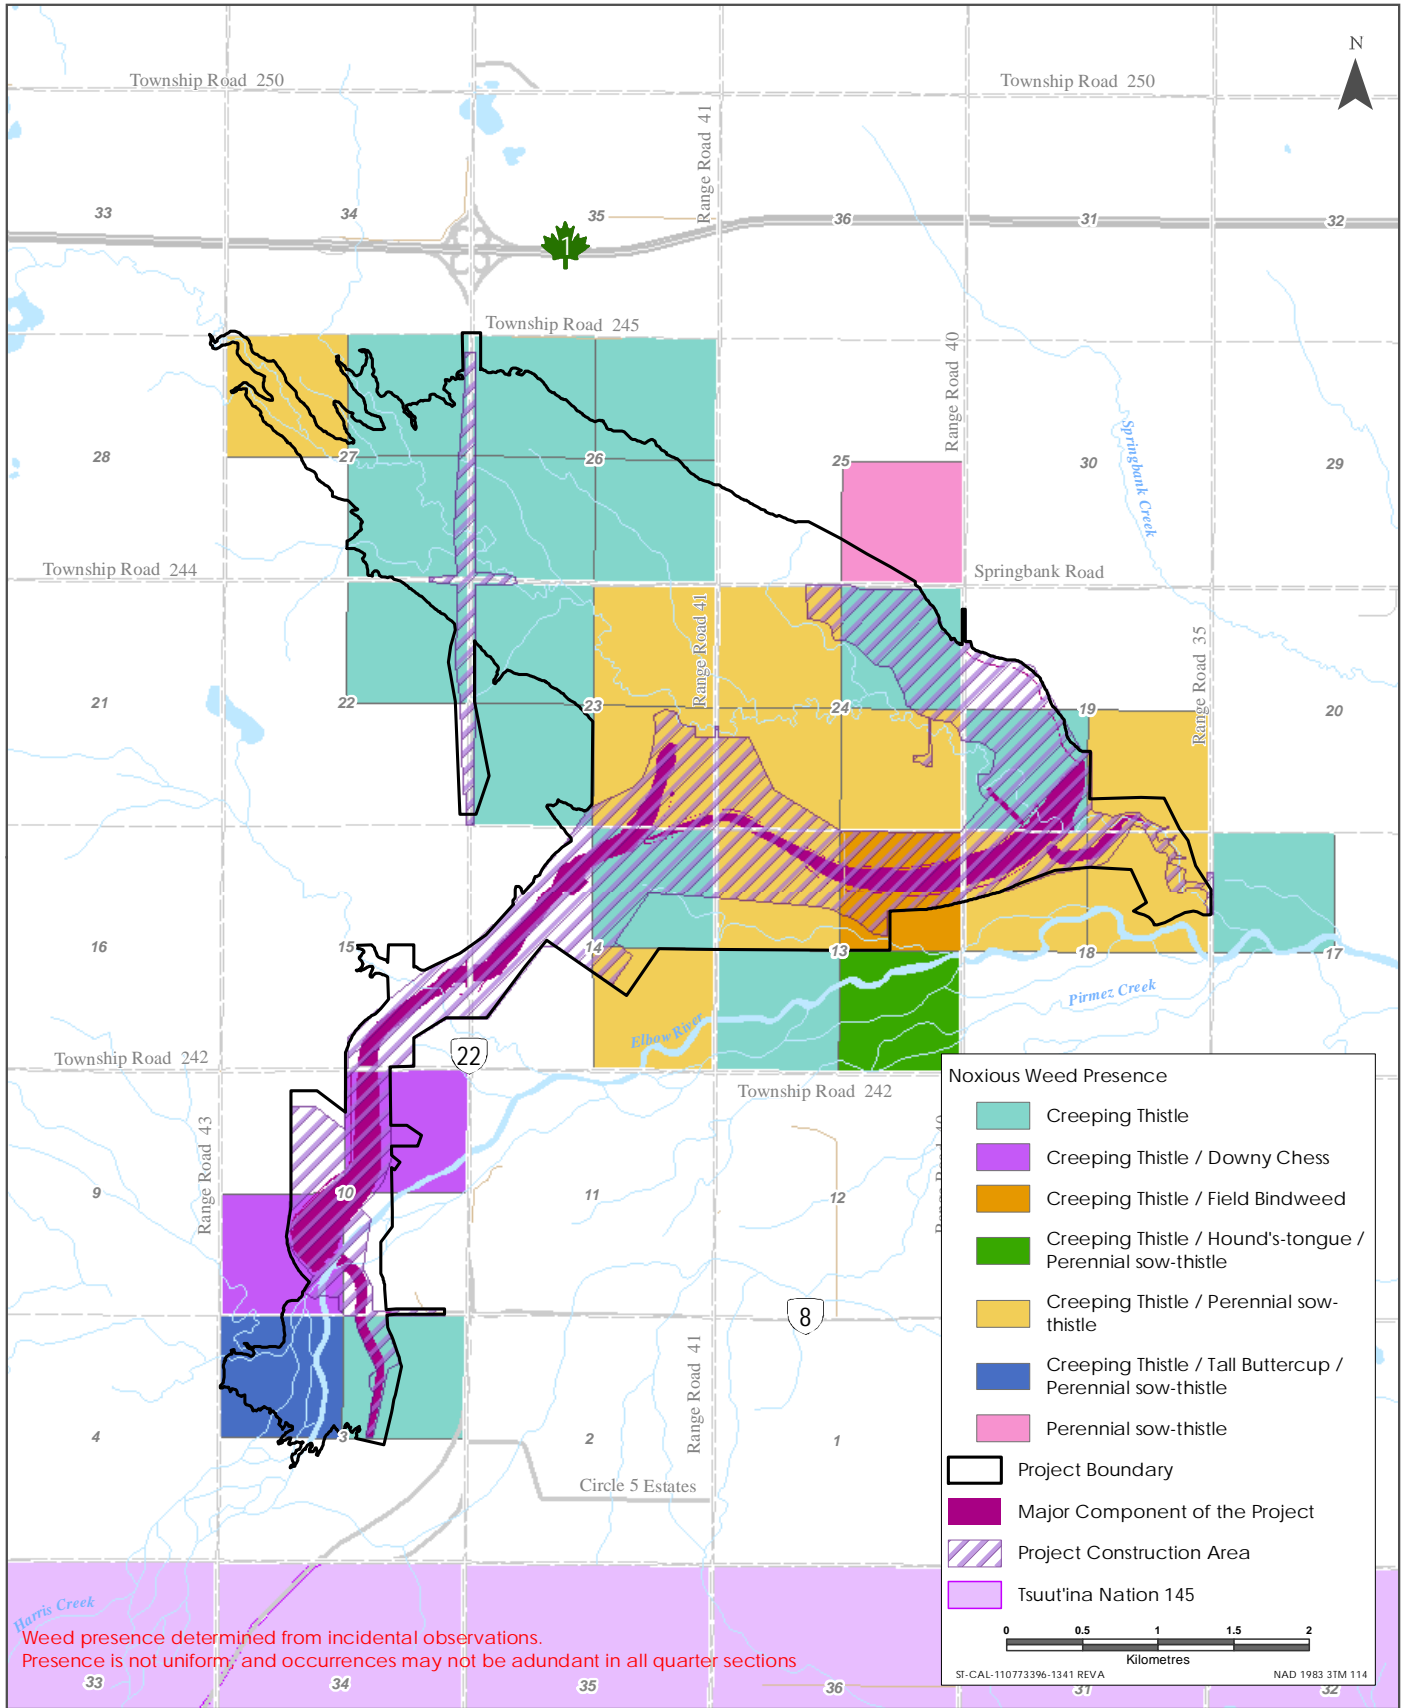 N
Township Road 250
Township Road 250
Range Road 41
33
34
35
36
31
32
1
Township Road 245
Range Road 40
28
27
26
25
30
29
Springbank Creek
Township Road 244
Springbank Road
Range Road 41
Range Road 35
21
22
23
24
19
20
16
15
14
13
18
17
Pirmez Creek
Elbow River
Township Road 242
22
Township Road 242
Range Road 43
9
10
11
12
8
Range Road 41
4
3
2
1
Circle 5 Estates
Harris Creek
Weed presence determined from incidental observations.
Presence is not uniform, and occurrences may not be adundant in all quarter sections
33
34
35
36
31
32
Noxious Weed Presence
Creeping Thistle
Creeping Thistle / Downy Chess
Creeping Thistle / Field Bindweed
Creeping Thistle / Hound's-tongue /
Perennial sow-thistle
Creeping Thistle / Perennial sow-
thistle
Creeping Thistle / Tall Buttercup /
Perennial sow-thistle
Perennial sow-thistle
Project Boundary
Major Component of the Project
Project Construction Area
Tsuut'ina Nation 145
0 0.5 1 1.5 2
Kilometres
ST-CAL-110773396-1341 REVA NAD 1983 3TM 114